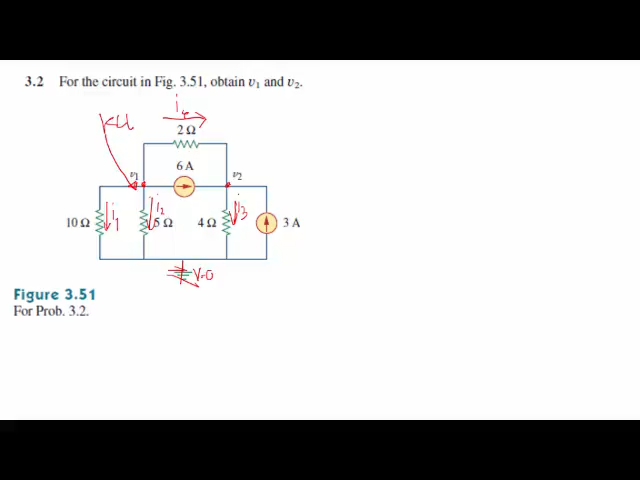 3.2 For the circuit in Fig. 3.51, obtain v₁ and v₂.
i₄
2 Ω
6 A
v₁
v₂
i₁
i₂
i₃
10 Ω
5 Ω
4 Ω
3 A
V=0
Figure 3.51
For Prob. 3.2.